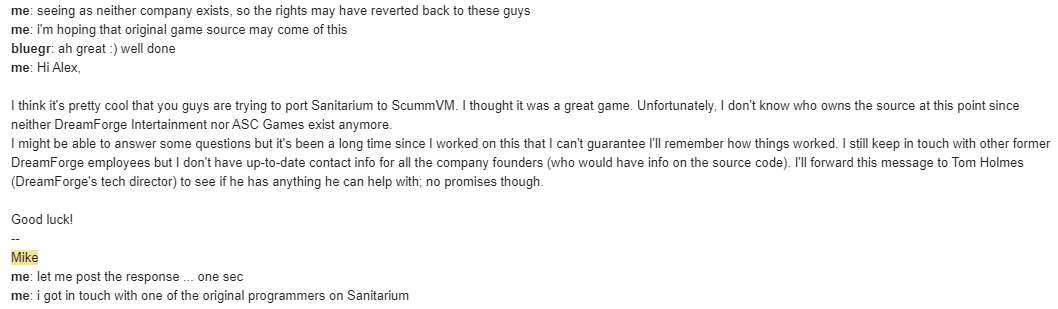 me: seeing as neither company exists, so the rights may have reverted back to these guys
me: i'm hoping that original game source may come of this
bluegr: ah great :) well done
me: Hi Alex,
I think it's pretty cool that you guys are trying to port Sanitarium to ScummVM. I thought it was a great game. Unfortunately, I don't know who owns the source at this point since
neither DreamForge Intertainment nor ASC Games exist anymore.
I might be able to answer some questions but it's been a long time since I worked on this that I can't guarantee I'll remember how things worked. I still keep in touch with other former
DreamForge employees but I don't have up-to-date contact info for all the company founders (who would have info on the source code). I'll forward this message to Tom Holmes
(DreamForge's tech director) to see if he has anything he can help with; no promises though.
Good luck!
--
Mike
me: let me post the response ... one sec
me: i got in touch with one of the original programmers on Sanitarium